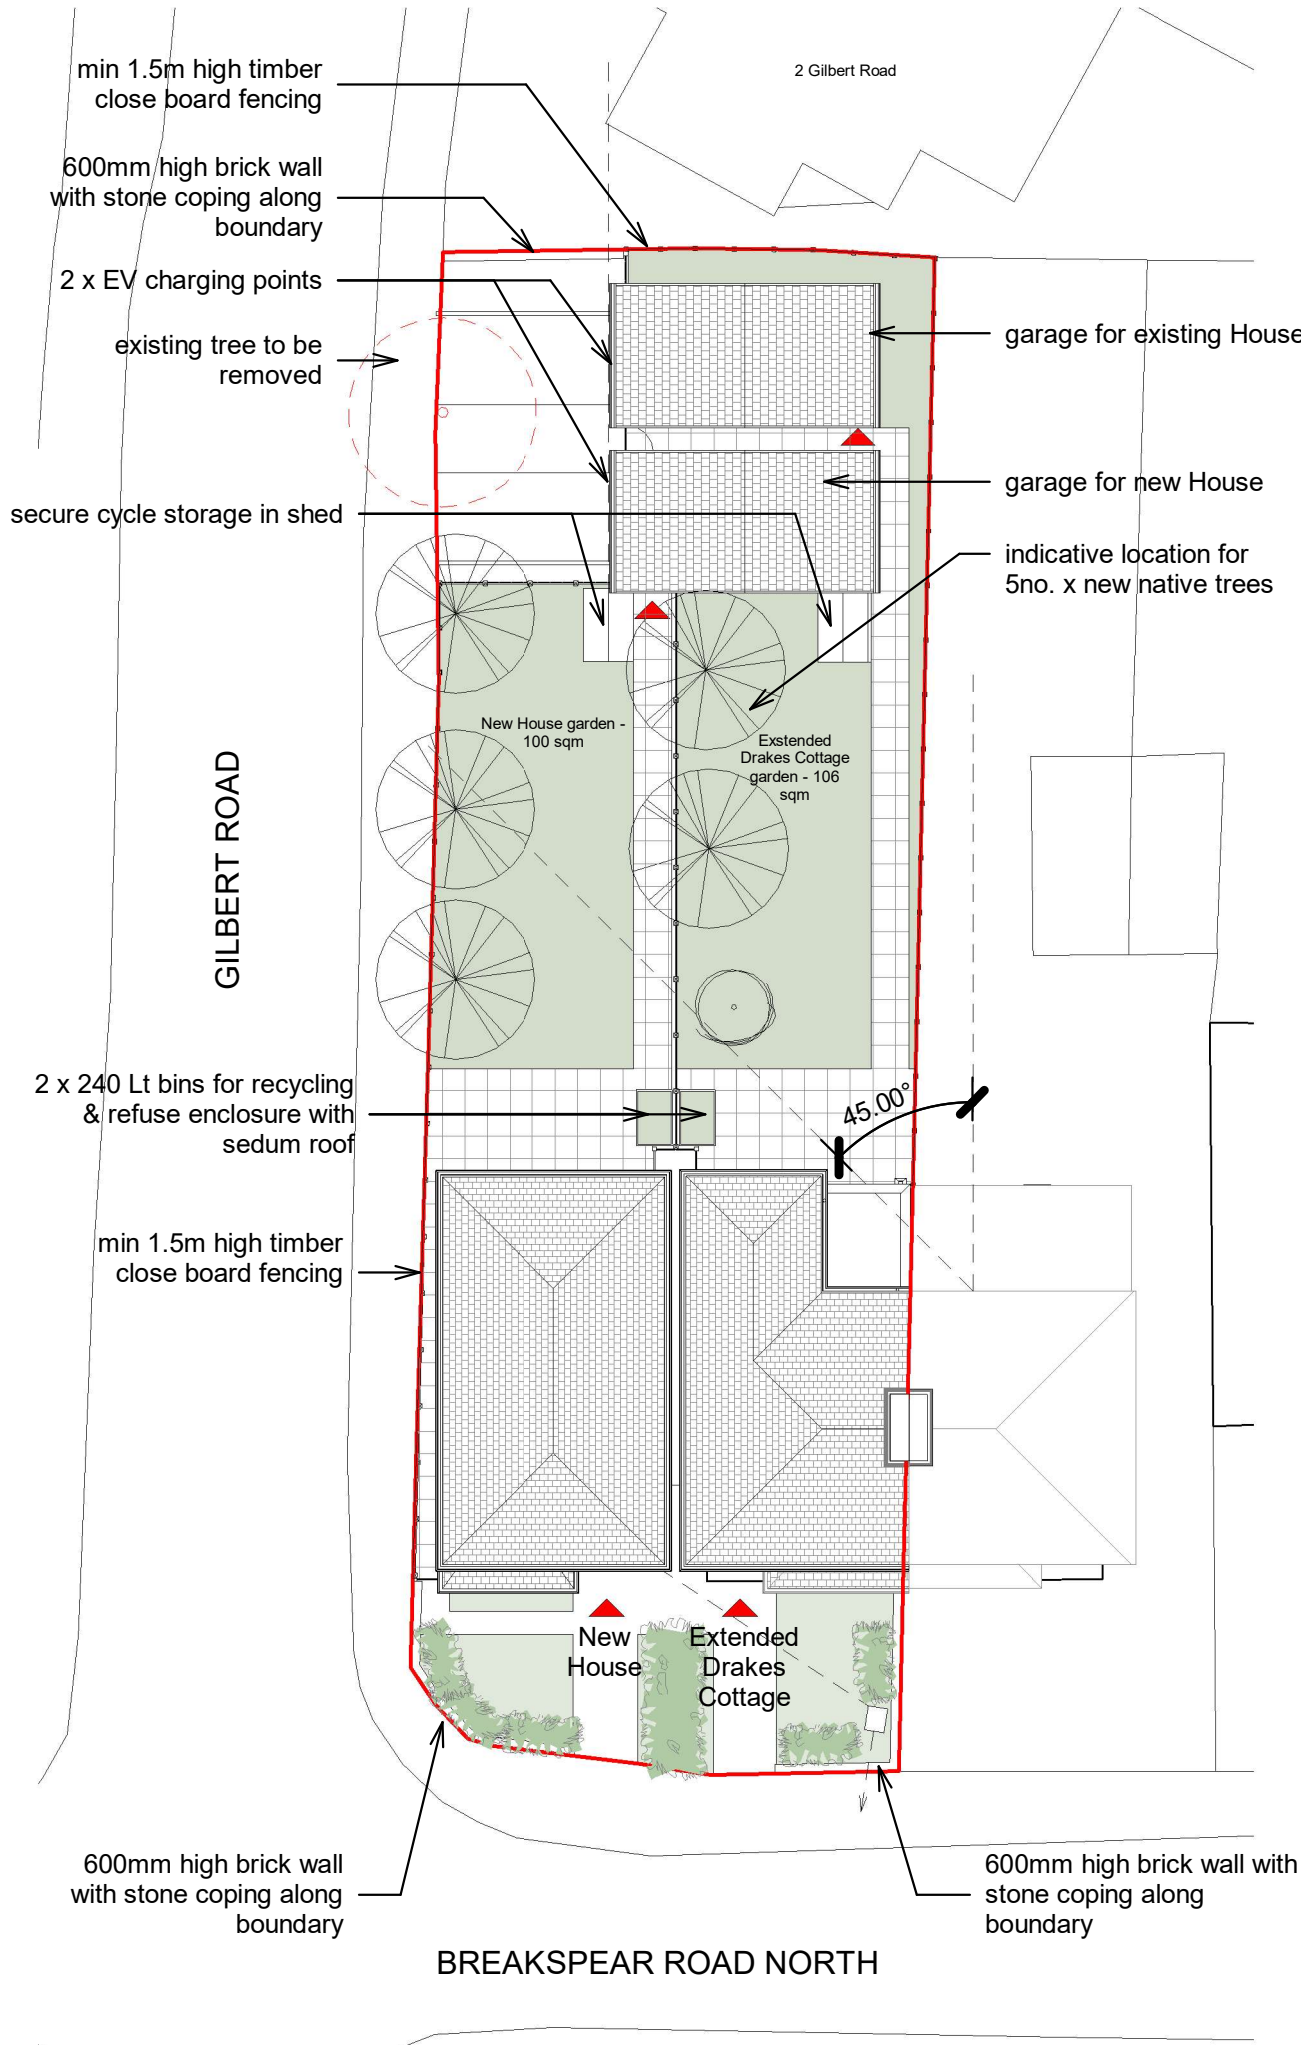 2 Gilbert Road
min 1.5m high timber
close board fencing
600mm high brick wall
with stone coping along
boundary
2 x EV charging points
existing tree to be
removed
garage for existing House
garage for new House
secure cycle storage in shed
indicative location for
5no. x new native trees
New House garden -
100 sqm
Exstended
Drakes Cottage
garden - 106
sqm
GILBERT ROAD
2 x 240 Lt bins for recycling
& refuse enclosure with
sedum roof
45.00°
min 1.5m high timber
close board fencing
New
House
Extended
Drakes
Cottage
600mm high brick wall
with stone coping along
boundary
600mm high brick wall with
stone coping along
boundary
BREAKSPEAR ROAD NORTH